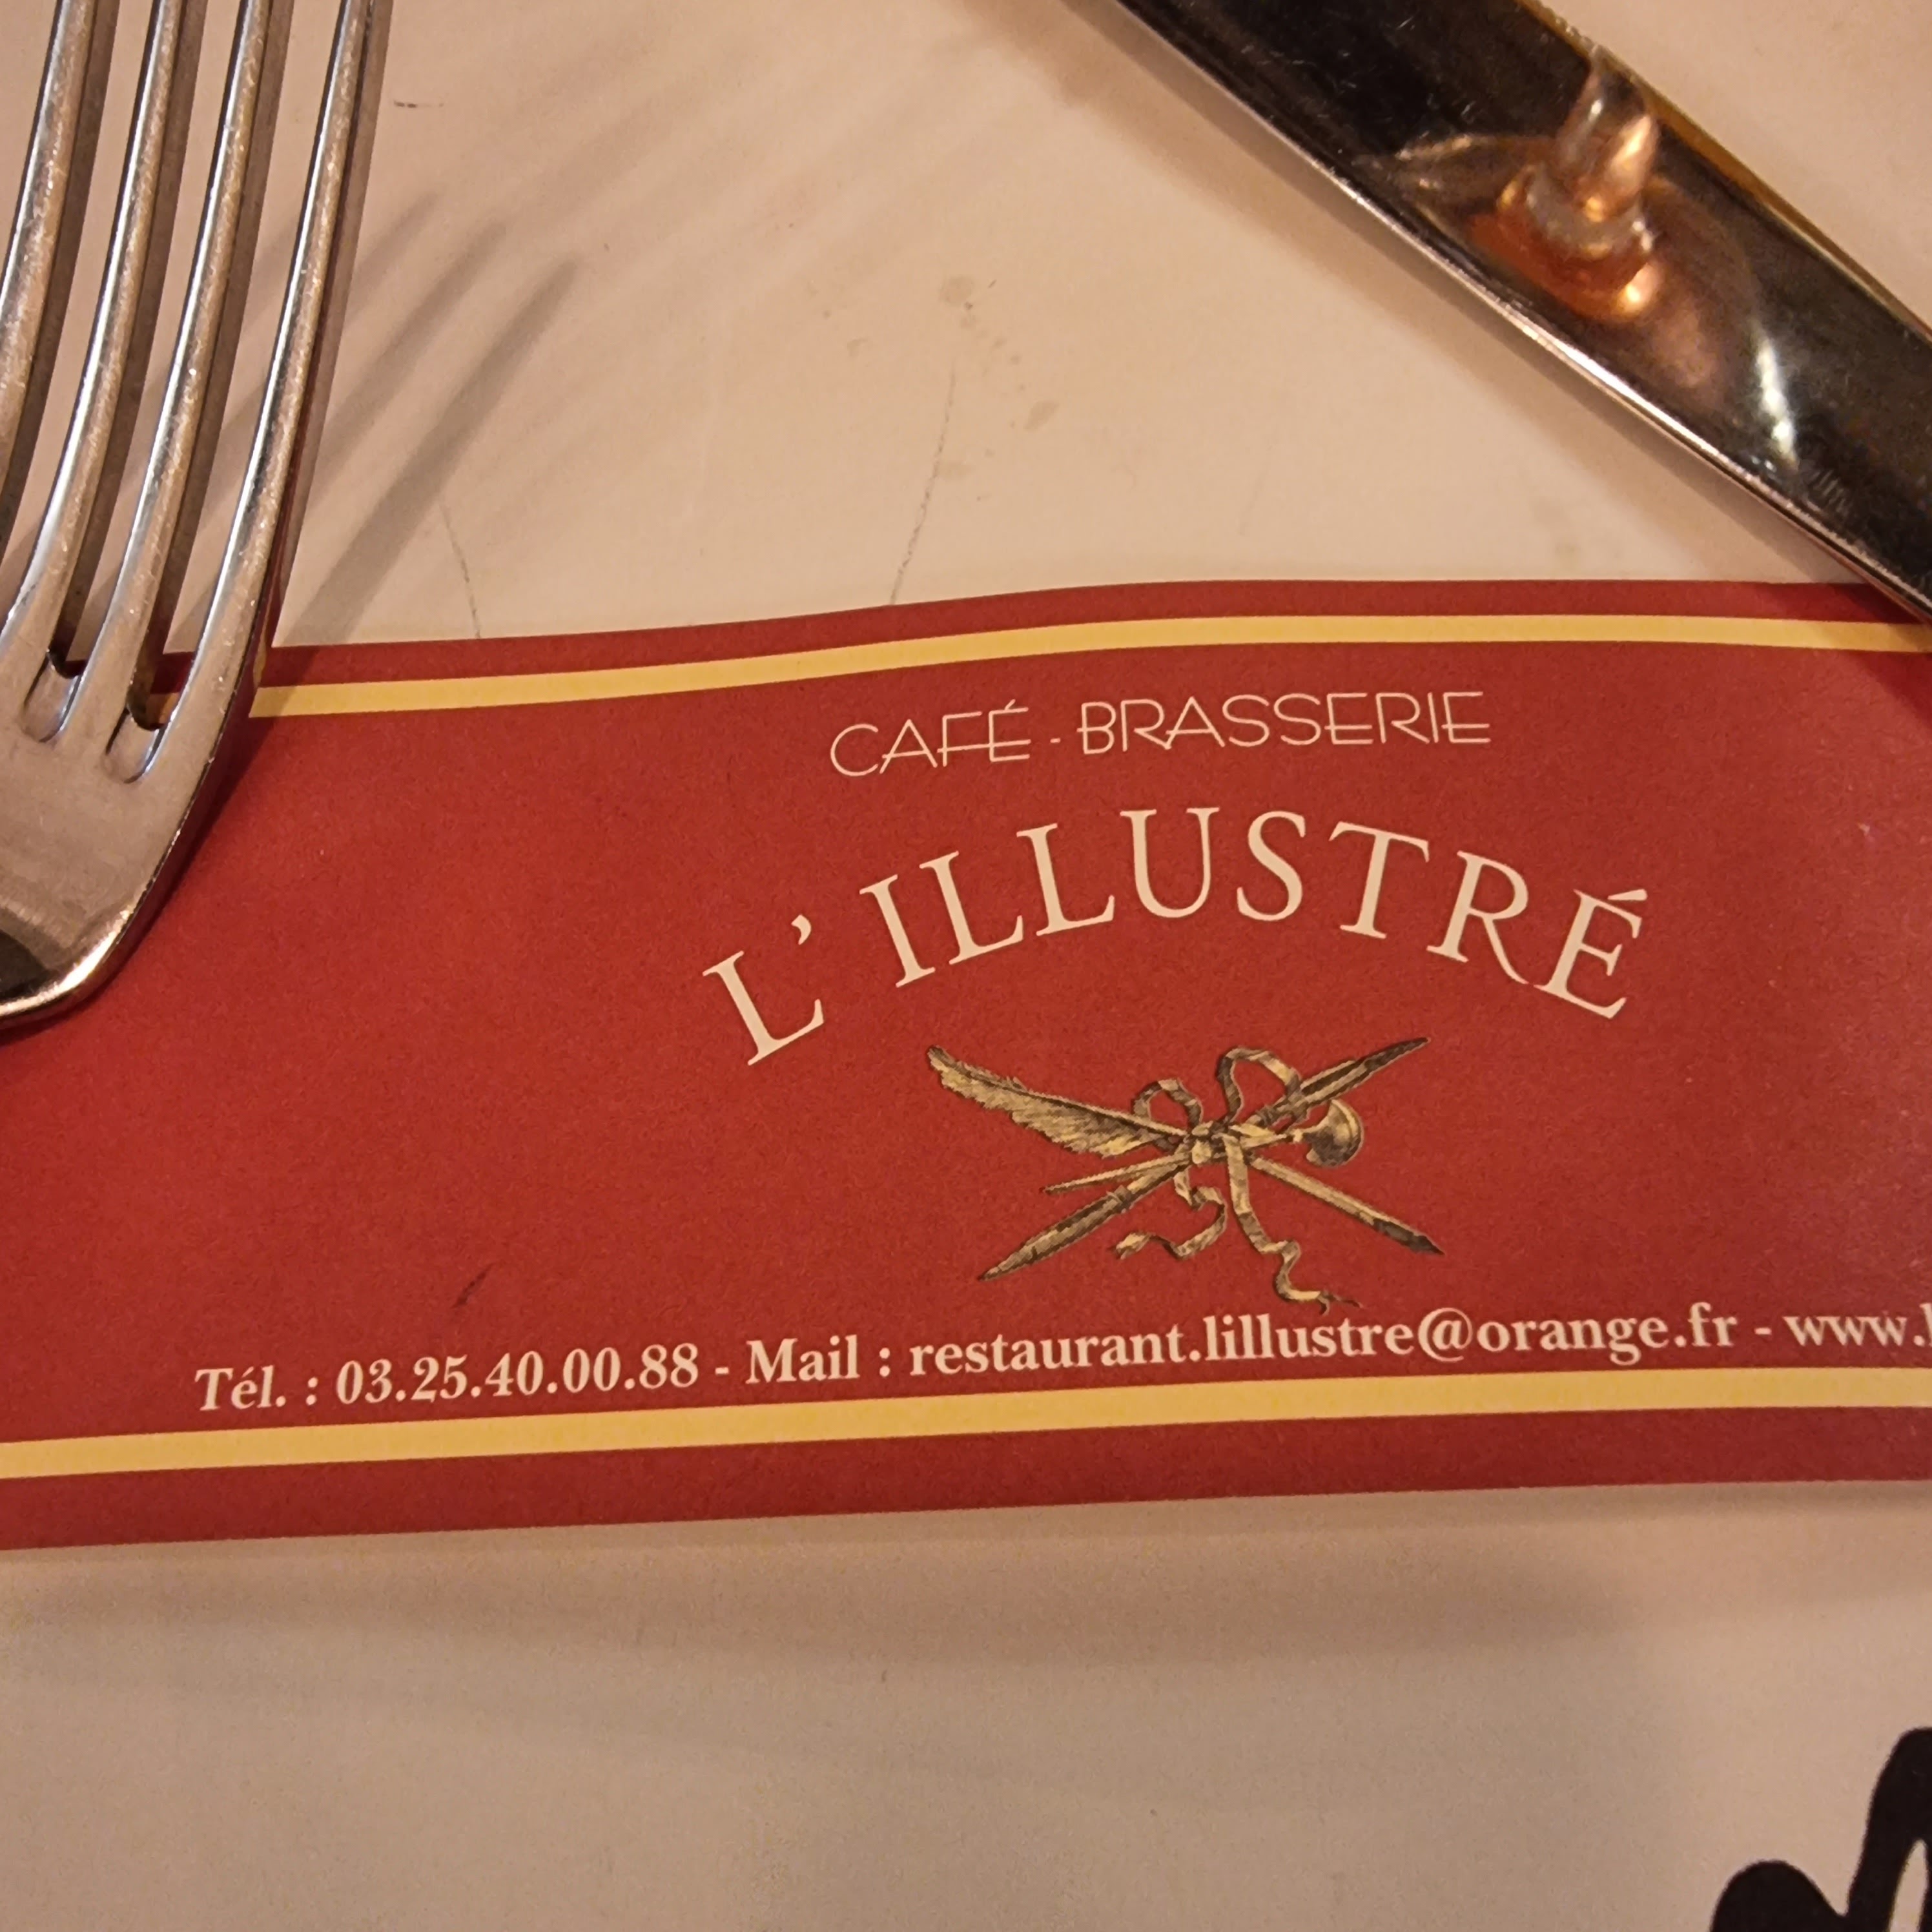 CAFÉ - BRASSERIE
L'ILLUSTRÉ
Tél. : 03.25.40.00.88 - Mail : restaurant.lillustre@orange.fr - www.